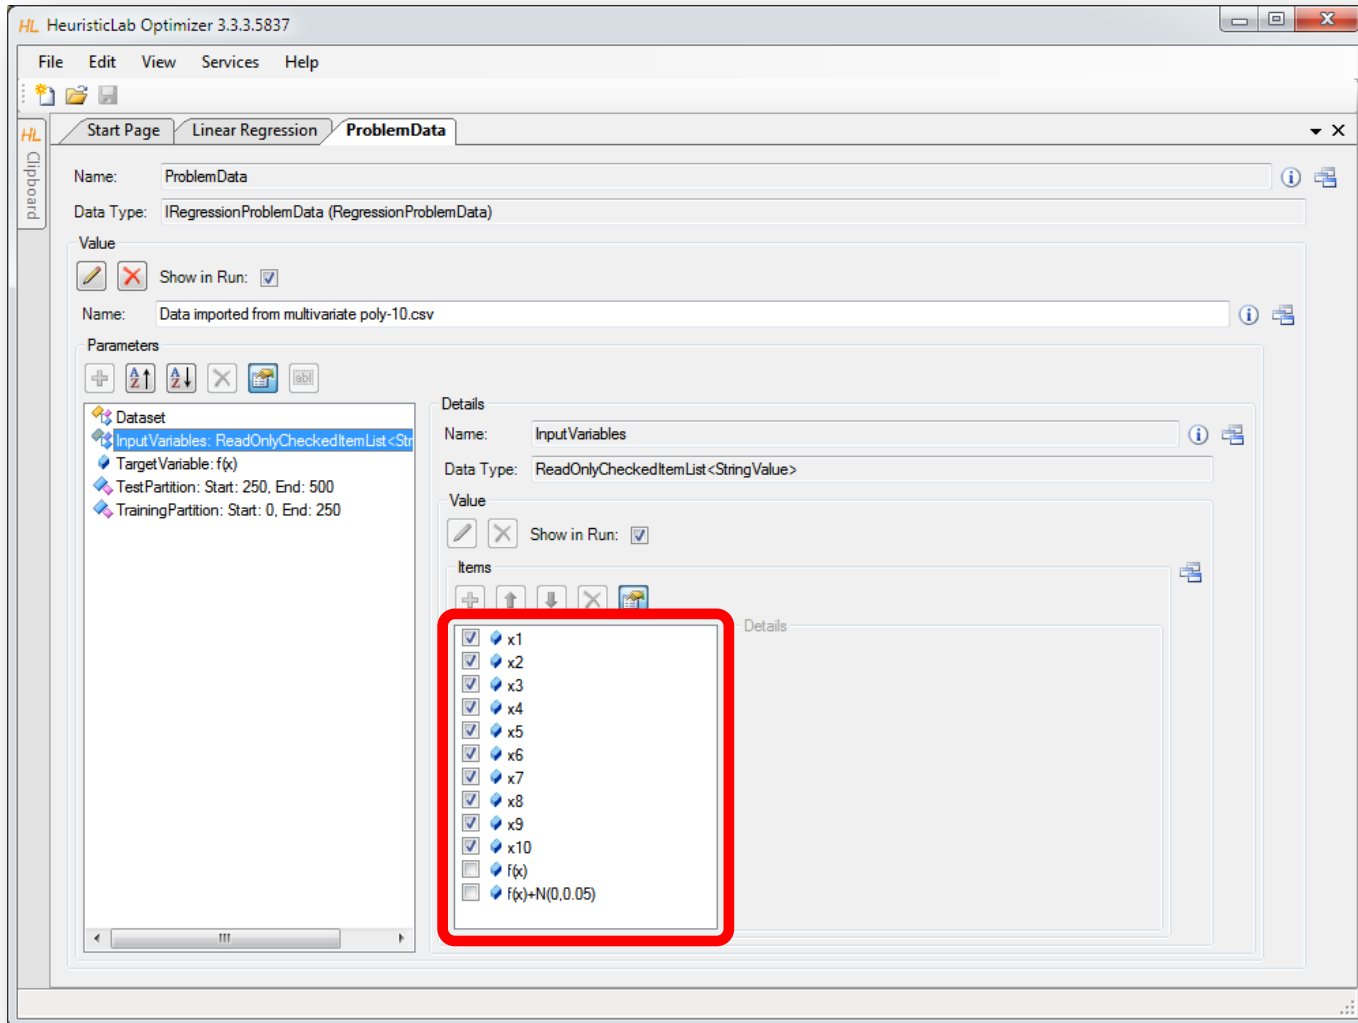 HL HeuristicLab Optimizer 3.3.3.5837
File Edit View Services Help
HL Clipboard
Start Page Linear Regression ProblemData
Name: ProblemData
Data Type: IRegressionProblemData (RegressionProblemData)
Value
Show in Run:
Name: Data imported from multivariate poly-10.csv
Parameters
Dataset
InputVariables: ReadOnlyCheckedItemList<Str
TargetVariable: f(x)
TestPartition: Start: 250, End: 500
TrainingPartition: Start: 0, End: 250
Details
Name: InputVariables
Data Type: ReadOnlyCheckedItemList<StringValue>
Value
Show in Run:
Items
x1
x2
x3
x4
x5
x6
x7
x8
x9
x10
f(x)
f(x)+N(0,0.05)
Details